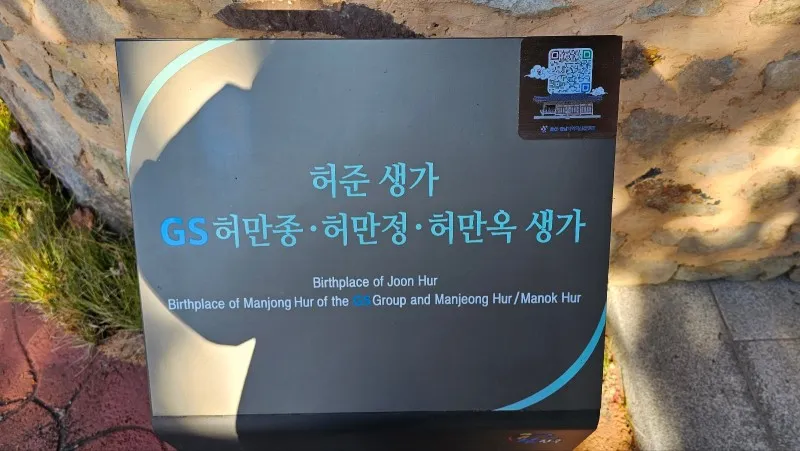 허준 생가
GS 허만종·허만정·허만옥 생가
Birthplace of Joon Hur
Birthplace of Manjong Hur of the GS Group and Manjeong Hur/Manok Hur